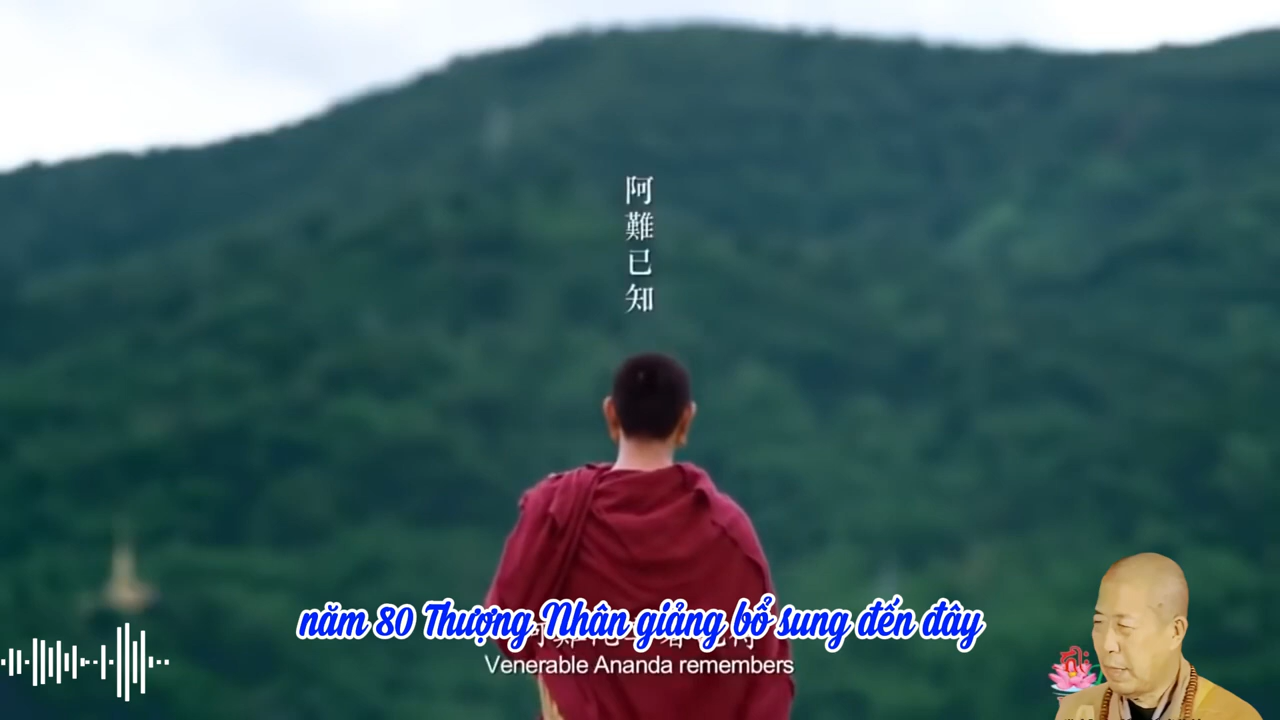 阿難已知
năm 80 Thượng Nhân giảng bổ sung đến đây
Venerable Ananda remembers